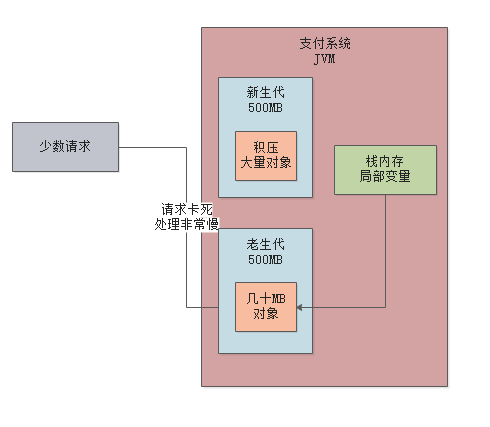 支付系统
JVM
新生代
500MB
积压
大量对象
少数请求
栈内存
局部变量
请求卡死
处理非常慢
老生代
500MB
几十MB
对象